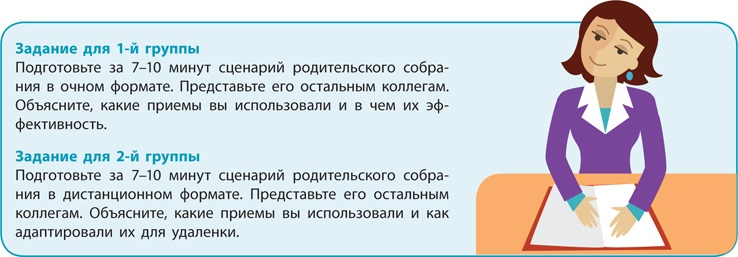 Задание для 1-й группы
Подготовьте за 7–10 минут сценарий родительского собра-
ния в очном формате. Представьте его остальным коллегам.
Объясните, какие приемы вы использовали и в чем их эф-
фективность.
Задание для 2-й группы
Подготовьте за 7–10 минут сценарий родительского собра-
ния в дистанционном формате. Представьте его остальным
коллегам. Объясните, какие приемы вы использовали и как
адаптировали их для удаленки.